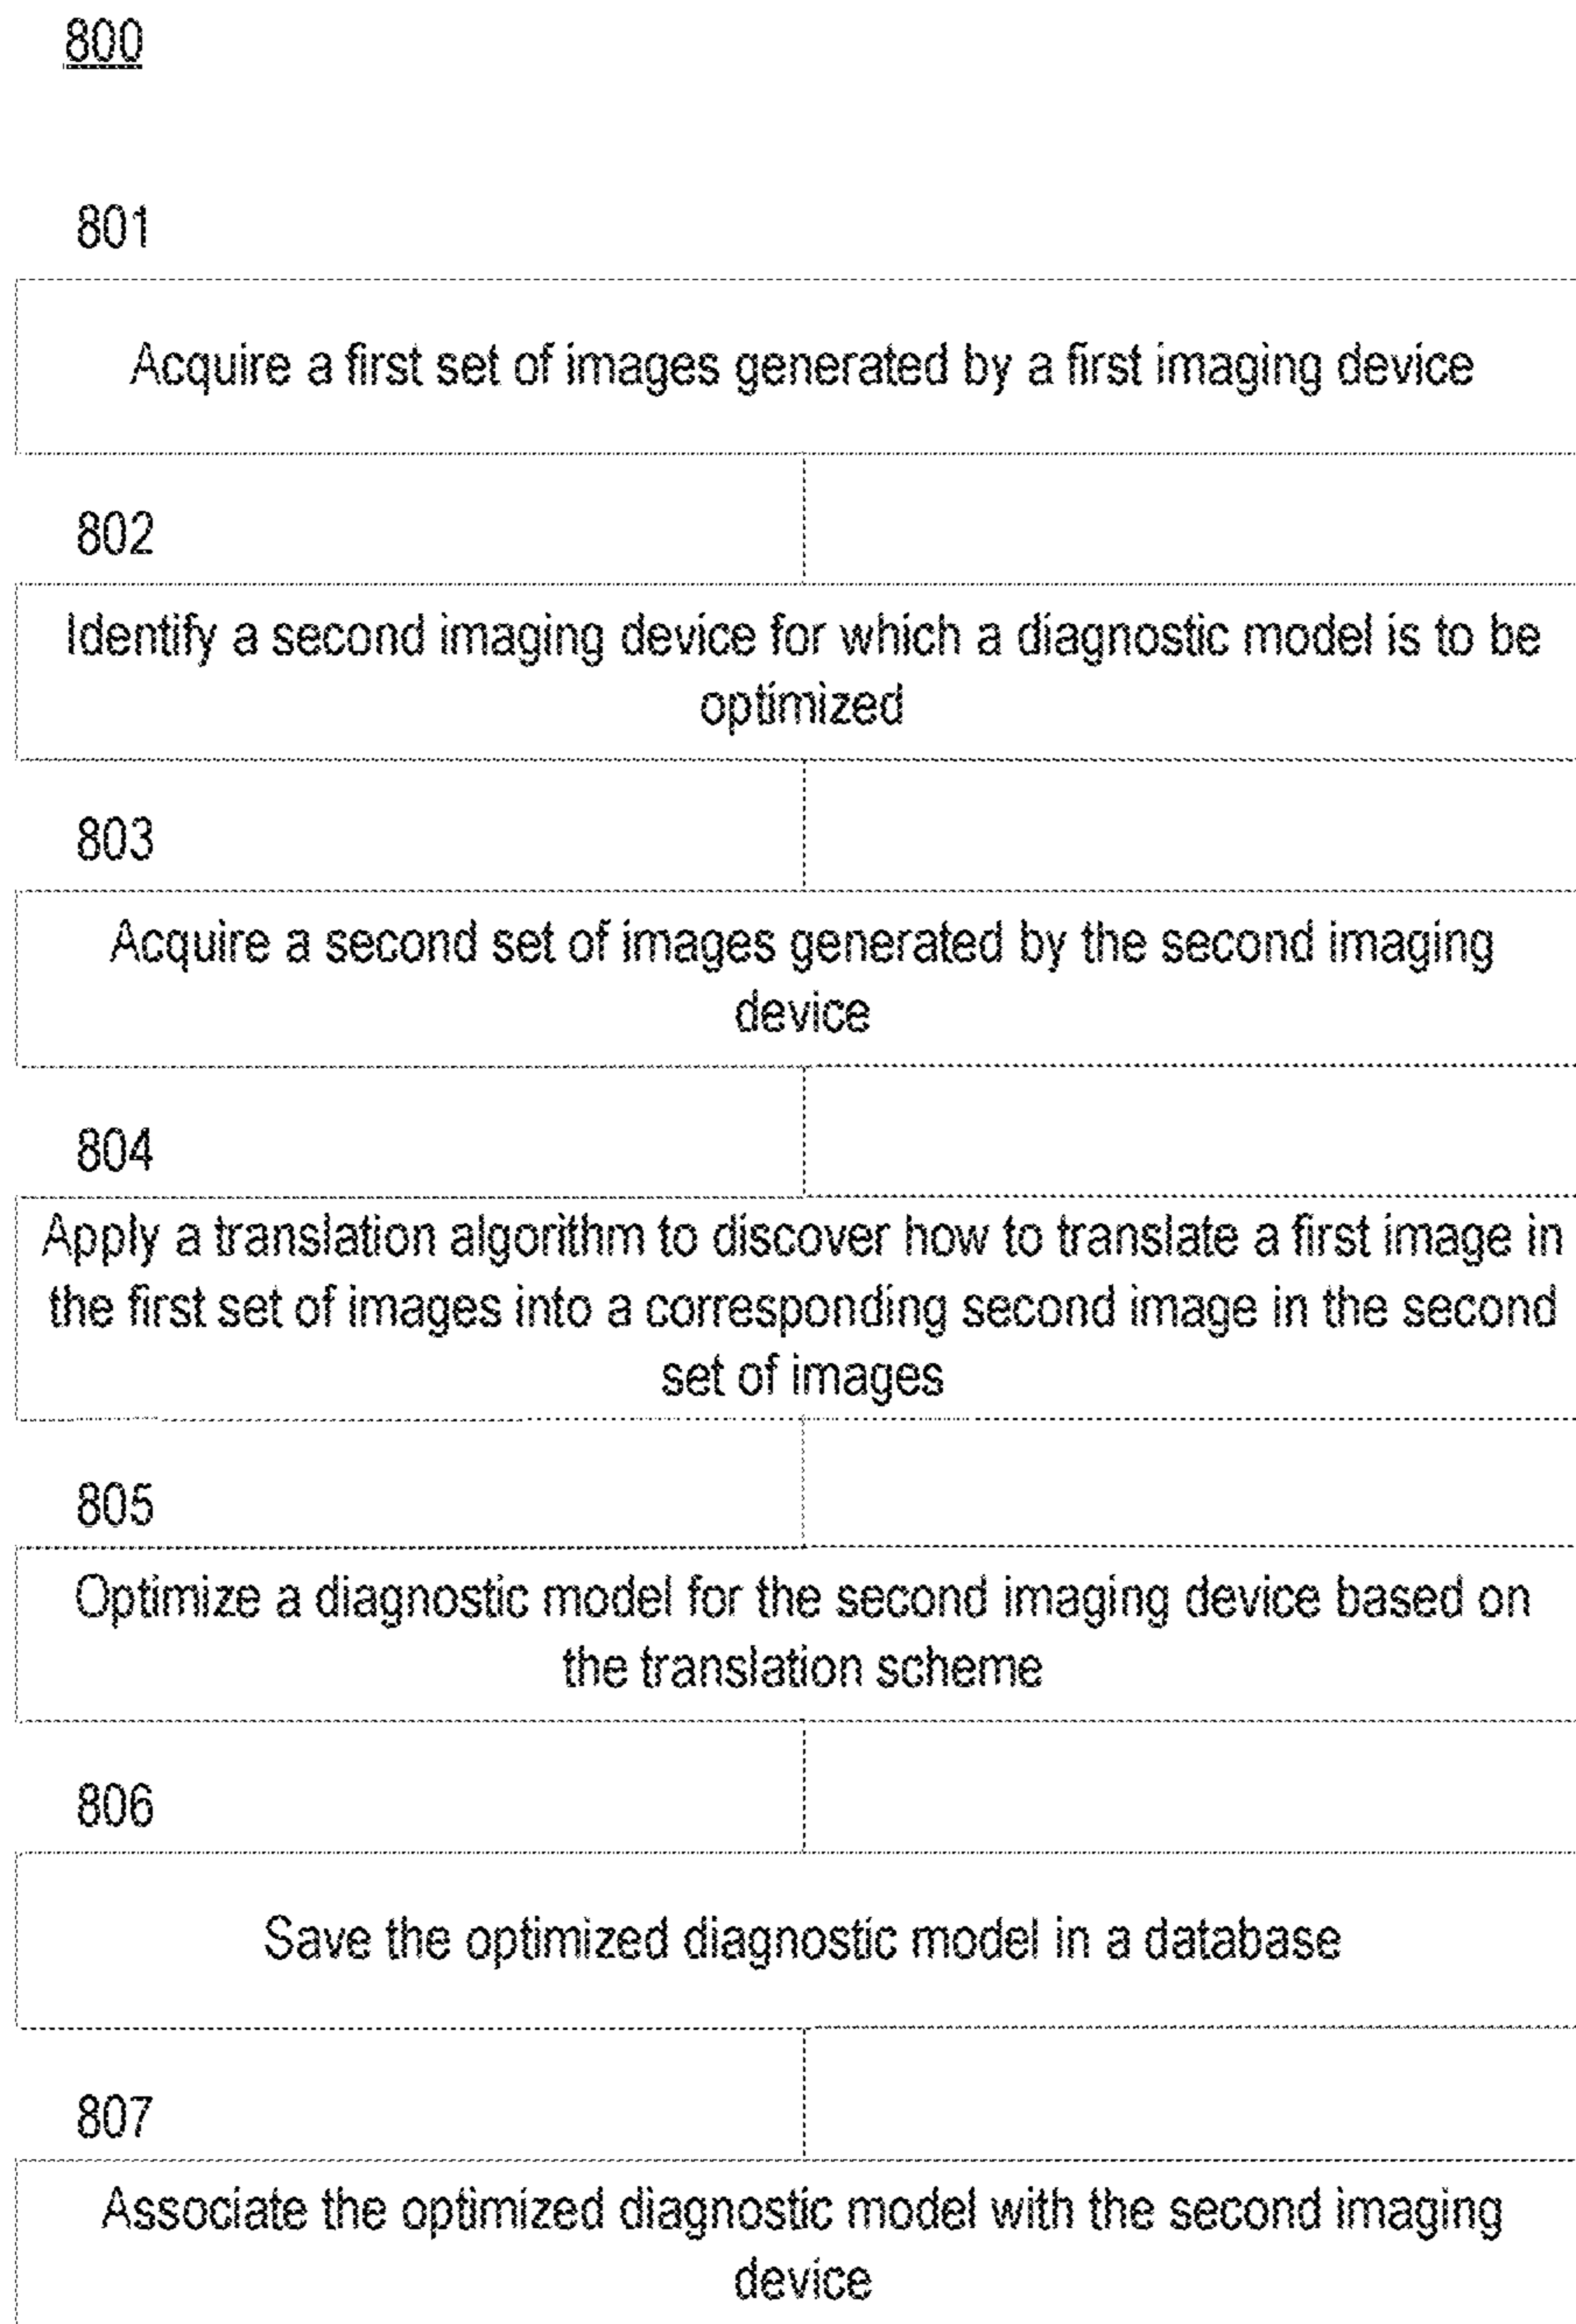 800
801
Acquire a first set of images generated by a first imaging device
802
Identify a second imaging device for which a diagnostic model is to be
optimized
803
Acquire a second set of images generated by the second imaging
device
804
Apply a translation algorithm to discover how to translate a first image in
the first set of images into a corresponding second image in the second
set of images
805
Optimize a diagnostic model for the second imaging device based on
the translation scheme
806
Save the optimized diagnostic model in a database
807
Associate the optimized diagnostic model with the second imaging
device